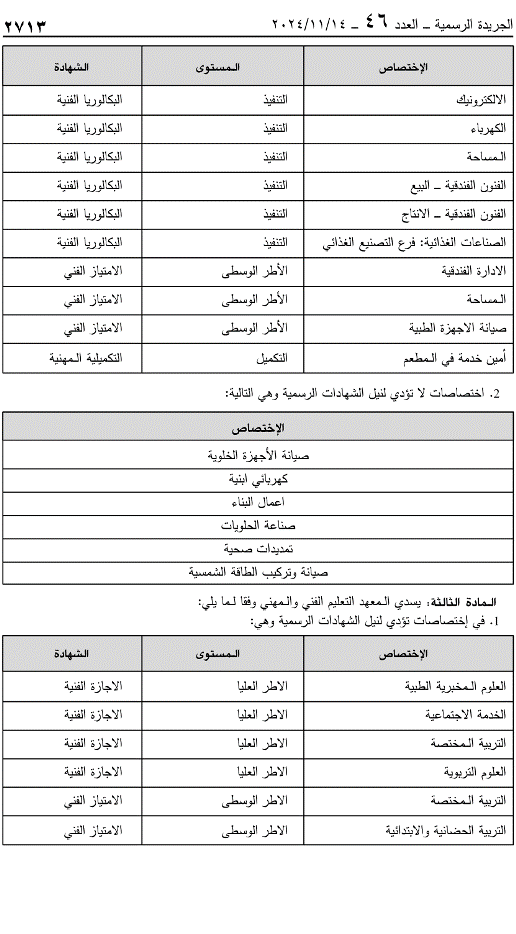 الجريدة الرسمية ــ العدد ٤٦ ــ ٢٠٢٤/١١/١٤ ٢٧١٣
الإختصاص المستوى الشهادة
الالكترونيك التنفيذ البكالوريا الفنية
الكهرباء التنفيذ البكالوريا الفنية
المساحة التنفيذ البكالوريا الفنية
الفنون الفندقية ــ البيع التنفيذ البكالوريا الفنية
الفنون الفندقية ــ الانتاج التنفيذ البكالوريا الفنية
الصناعات الغذائية: فرع التصنيع الغذائي التنفيذ البكالوريا الفنية
الادارة الفندقية الأطر الوسطى الامتياز الفني
المساحة الأطر الوسطى الامتياز الفني
صيانة الاجهزة الطبية الأطر الوسطى الامتياز الفني
أمين خدمة في المطعم التكميل التكميلية المهنية
2. اختصاصات لا تؤدي لنيل الشهادات الرسمية وهي التالية:
الإختصاص
صيانة الأجهزة الخلوية
كهربائي ابنية
اعمال البناء
صناعة الحلويات
تمديدات صحية
صيانة وتركيب الطاقة الشمسية
المادة الثالثة: يسدي المعهد التعليم الفني والمهني وفقا لما يلي:
1. في إختصاصات تؤدي لنيل الشهادات الرسمية وهي:
الإختصاص المستوى الشهادة
العلوم المخبرية الطبية الاطر العليا الاجازة الفنية
الخدمة الاجتماعية الاطر العليا الاجازة الفنية
التربية المختصة الاطر العليا الاجازة الفنية
العلوم التربوية الاطر العليا الاجازة الفنية
التربية المختصة الاطر الوسطى الامتياز الفني
التربية الحضانية والابتدائية الاطر الوسطى الامتياز الفني